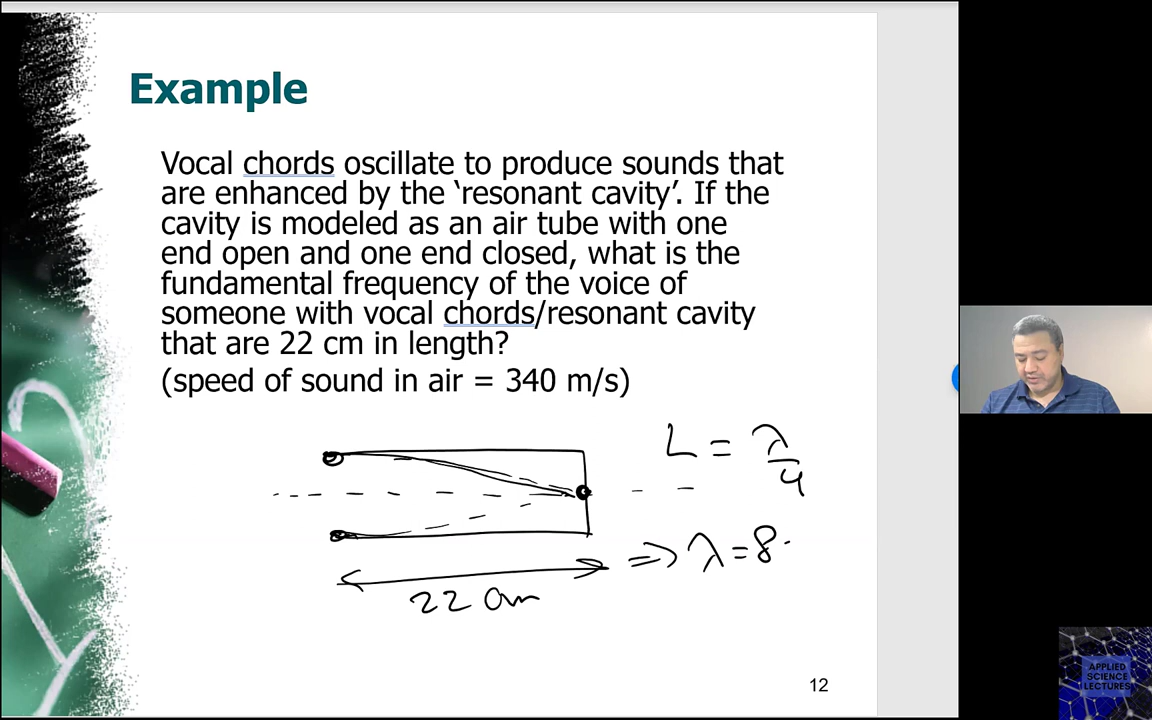 Example
Vocal chords oscillate to produce sounds that
are enhanced by the ‘resonant cavity’. If the
cavity is modeled as an air tube with one
end open and one end closed, what is the
fundamental frequency of the voice of
someone with vocal chords/resonant cavity
that are 22 cm in length?
(speed of sound in air = 340 m/s)
L = λ/4
⇒ λ = 8
22 cm
12
APPLIED
SCIENCE
LECTURES